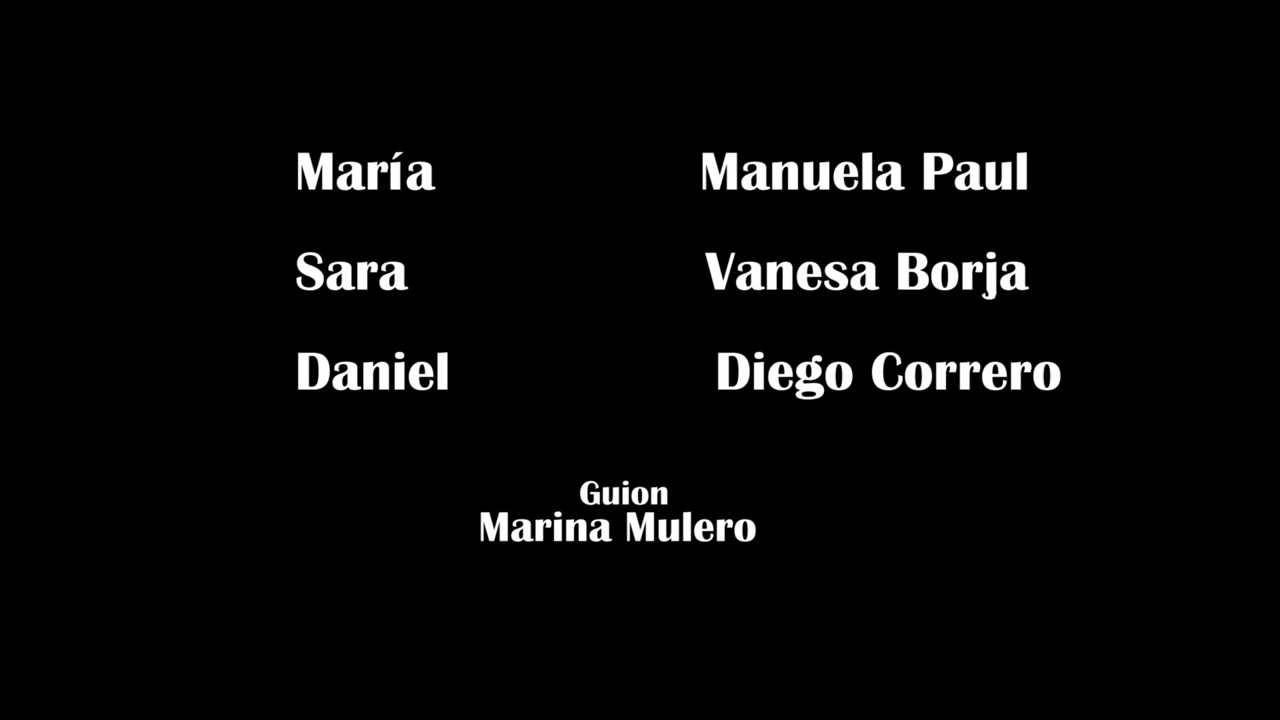 María Manuela Paul
Sara Vanesa Borja
Daniel Diego Correro
Guion
Marina Mulero